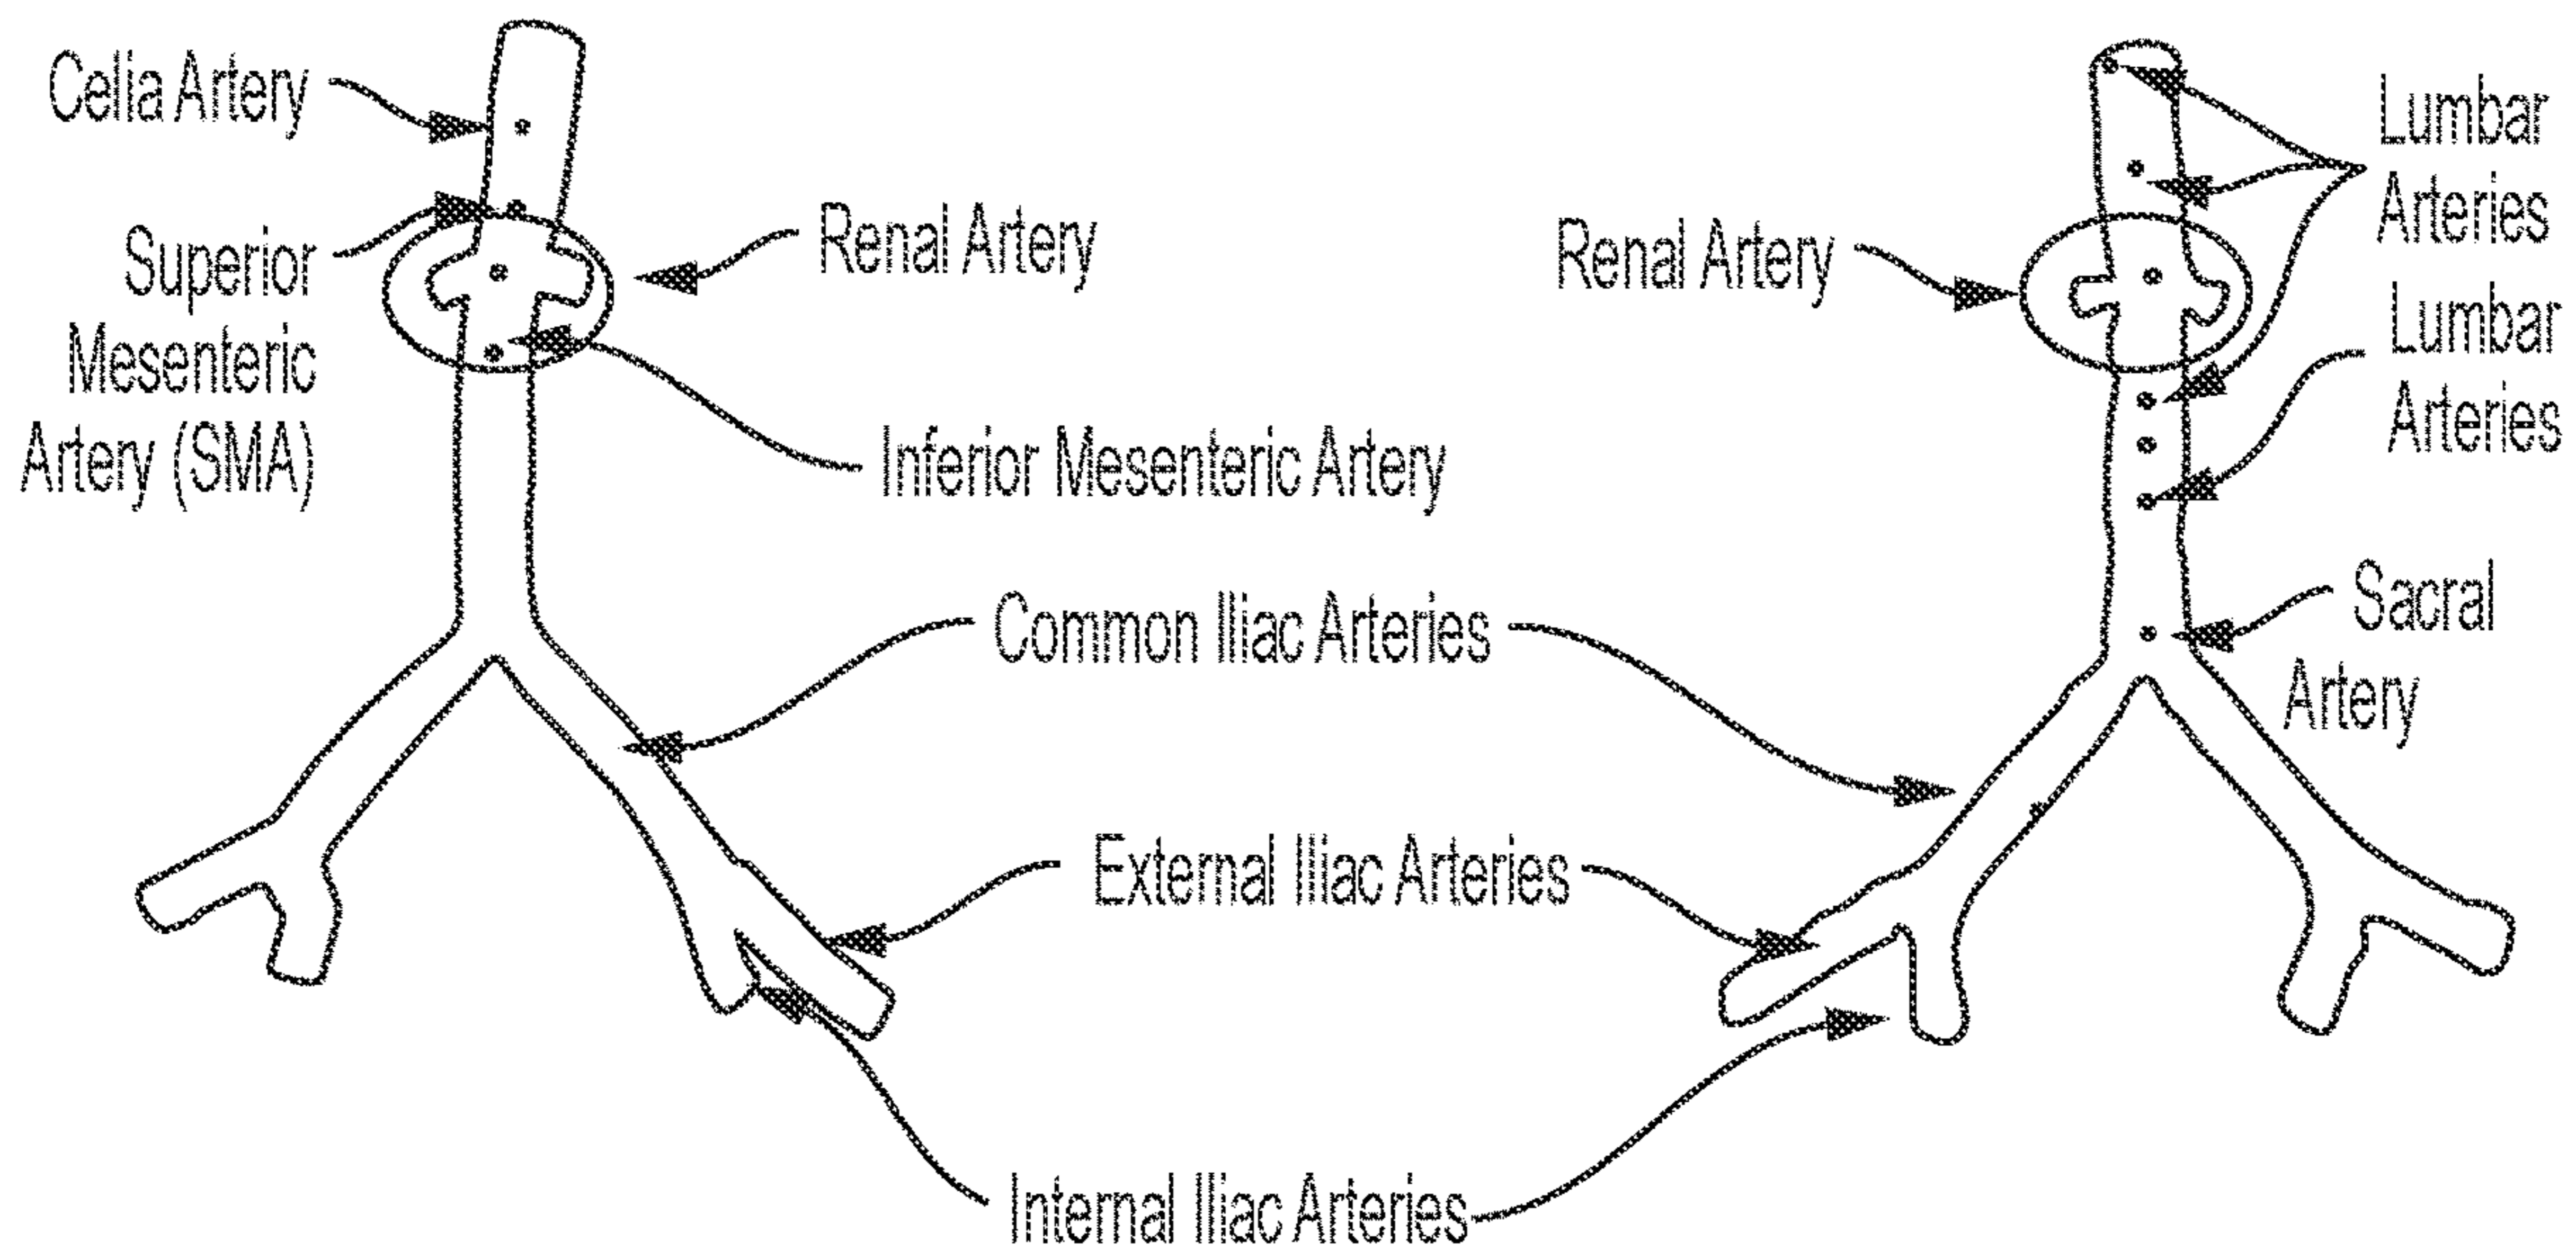 Celia Artery
Superior
Mesenteric
Artery (SMA)
Renal Artery
Inferior Mesenteric Artery
Common Iliac Arteries
External Iliac Arteries
Internal Iliac Arteries
Renal Artery
Lumbar
Arteries
Lumbar
Arteries
Sacral
Artery